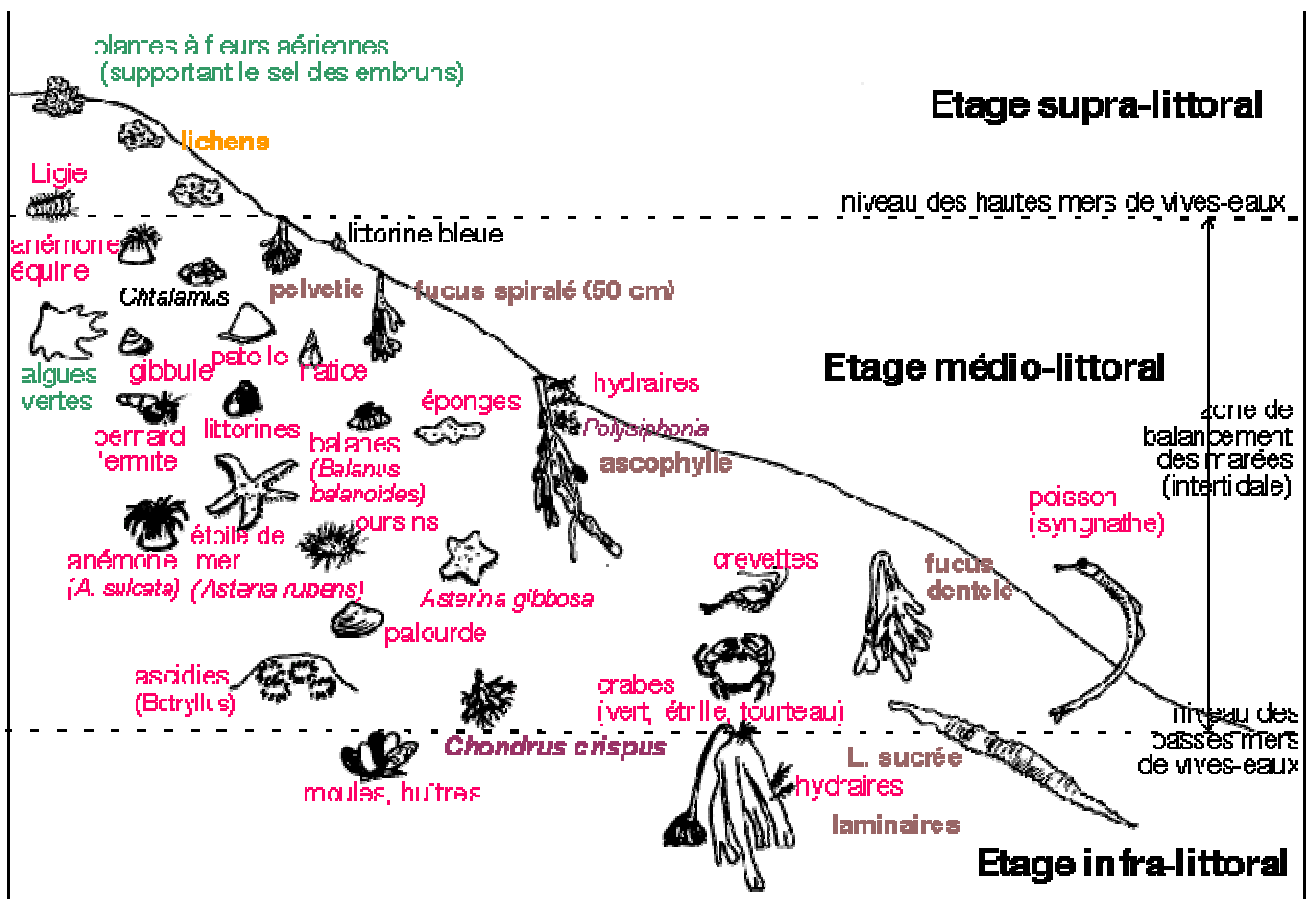 plantes à fleurs aériennes
(supportant le sel des embruns)
Etage supra-littoral
lichens
Ligie
niveau des hautes mers de vives-eaux
littorine bleue
anémone
équine
Chtalamus
pelvetie
fucus spiralé (50 cm)
patelle
natice
gibbule
algues
vertes
Etage médio-littoral
hydraires
éponges
Polysiphonia
ascophylle
zone de
balancement
des marées
(intertidale)
bernard
l'ermite
littorines
balanes
(Balanus
balanoides)
poisson
(syngnathe)
oursins
étoile de
mer
(Asteria rubens)
anémone
(A. sulcata)
Asterina gibbosa
crevettes
fucus
dentelé
palourde
ascidies
(Botryllus)
crabes
(vert, étrille, tourteau)
niveau des
basses mers
de vives-eaux
Chondrus crispus
L. sucrée
moules, huîtres
hydraires
laminaires
Etage infra-littoral